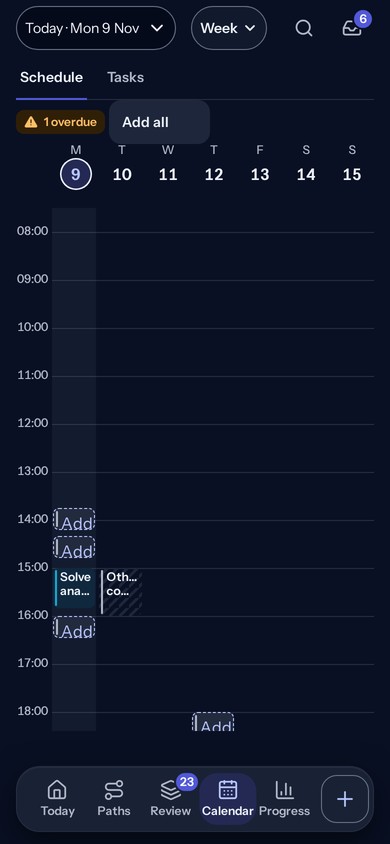 Today · Mon 9 Nov
Week
6
Schedule
Tasks
1 overdue
Add all
M T W T F S S
9 10 11 12 13 14 15
08:00
09:00
10:00
11:00
12:00
13:00
14:00
Add
Add
15:00
Solve ana...
Oth... co...
16:00
Add
17:00
18:00
Add
23
Today
Paths
Review
Calendar
Progress